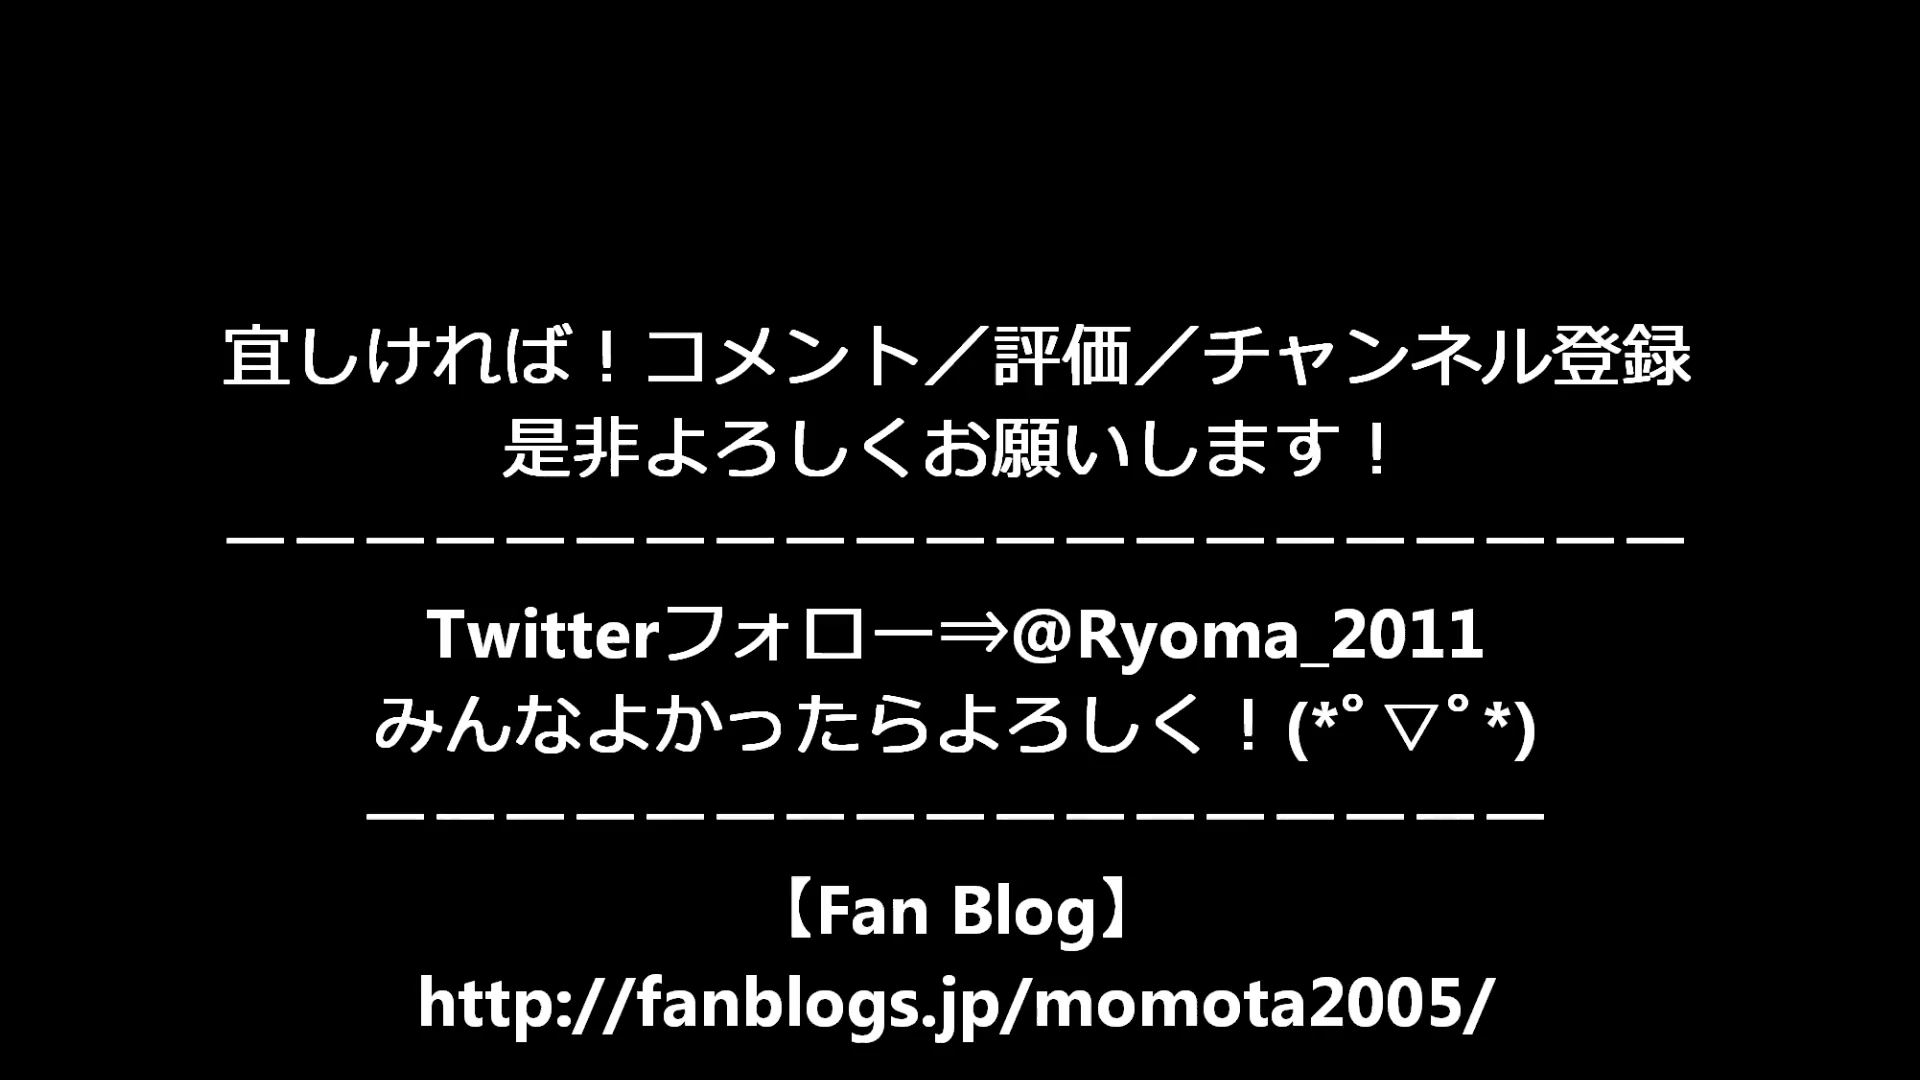 宜しければ！コメント／評価／チャンネル登録
是非よろしくお願いします！
ーーーーーーーーーーーーーーーーーーーーー
Twitterフォロー⇒@Ryoma_2011
みんなよかったらよろしく！(*ﾟ▽ﾟ*)
ーーーーーーーーーーーーーーーーー
【Fan Blog】
http://fanblogs.jp/momota2005/